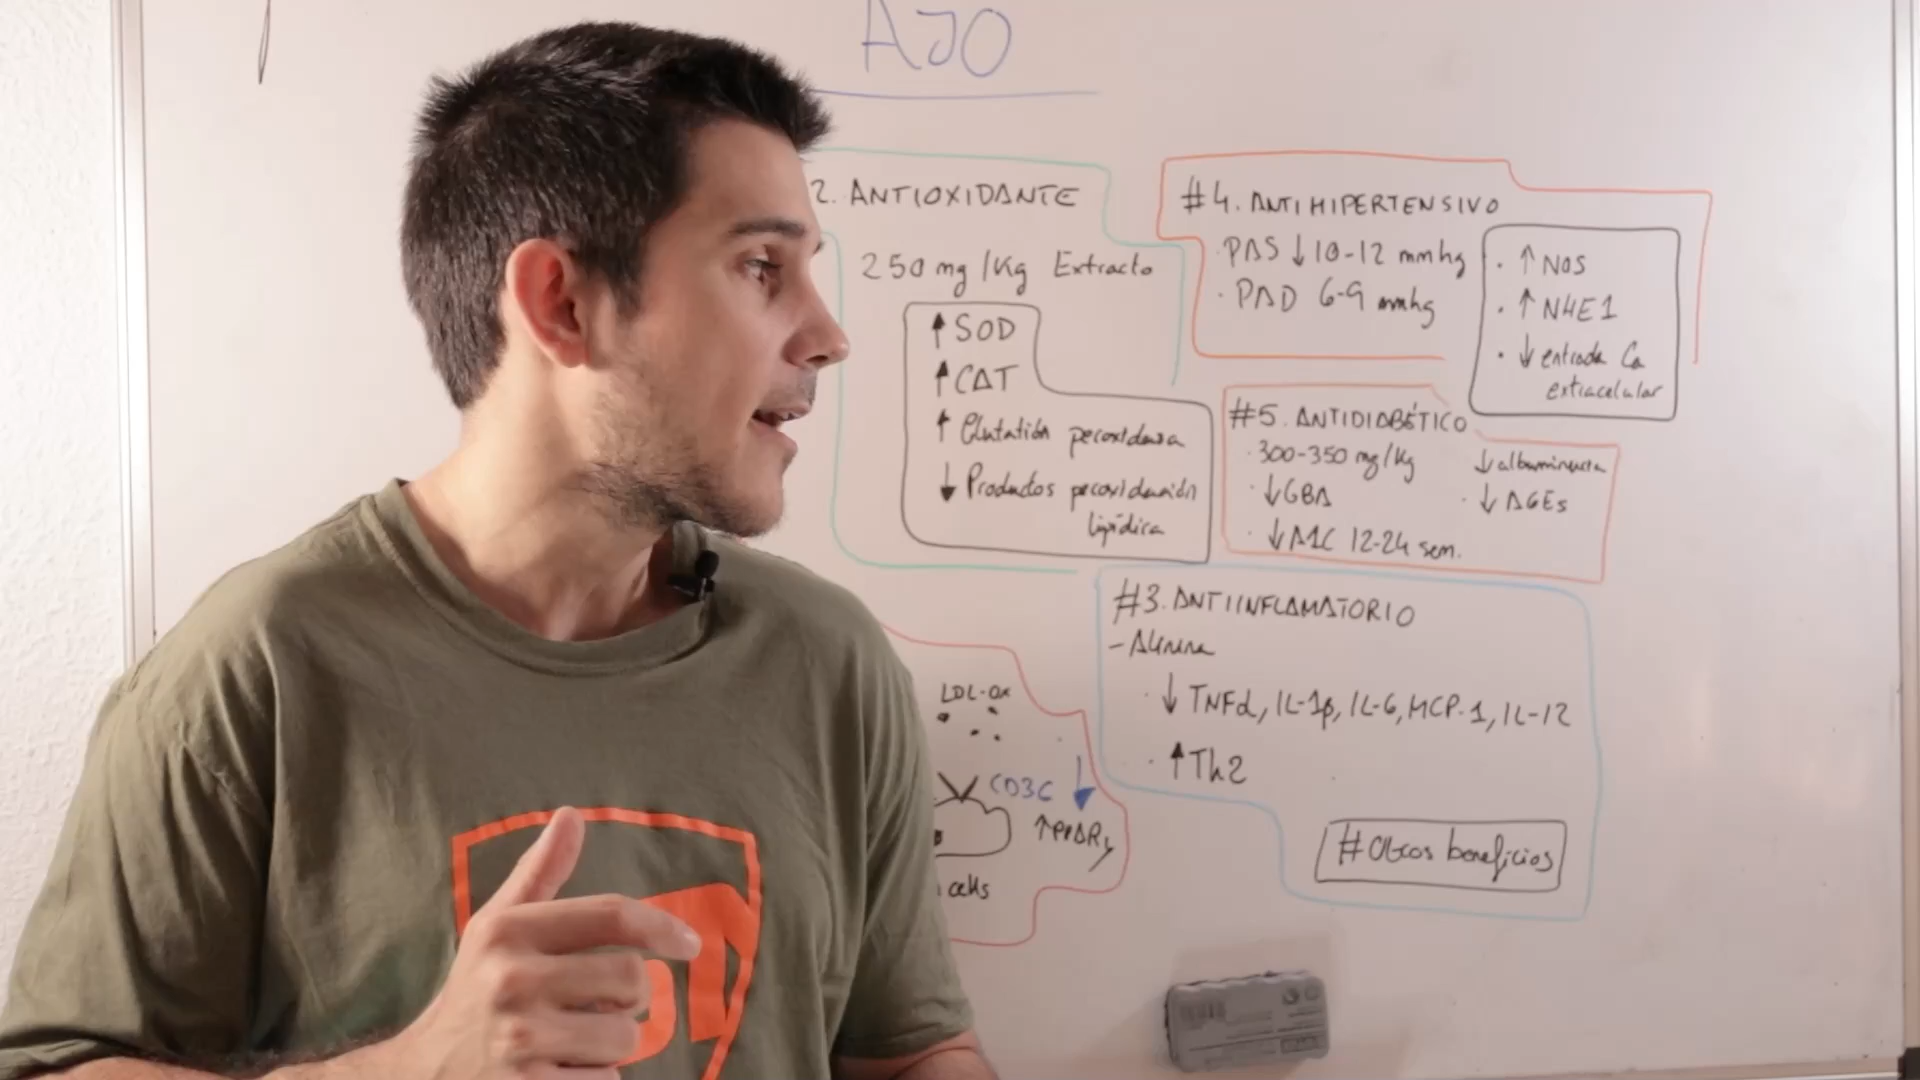 AJO
2. ANTIOXIDANTE
250 mg/Kg Extracto
↑ SOD
↑ CAT
↑ Glutatión peroxidasa
↓ Productos peroxidación
lipídica
#4. ANTIHIPERTENSIVO
· PAS ↓ 10-12 mmhg
· PAD 6-9 mmhg
· ↑ NOS
· ↑ NHE1
· ↓ entrada Ca
extracelular
#5. ANTIDIABÉTICO
· 300-350 mg/Kg
· ↓GBA
· ↓A1C 12-24 sem.
↓ albuminuria
· ↓ AGEs
#3. ANTIINFLAMATORIO
· ↓ TNFα, IL-1β, IL-6, MCP-1, IL-12
· ↑Th2
LDL-ox
CD36
↑PPARγ
cells
# Otros beneficios